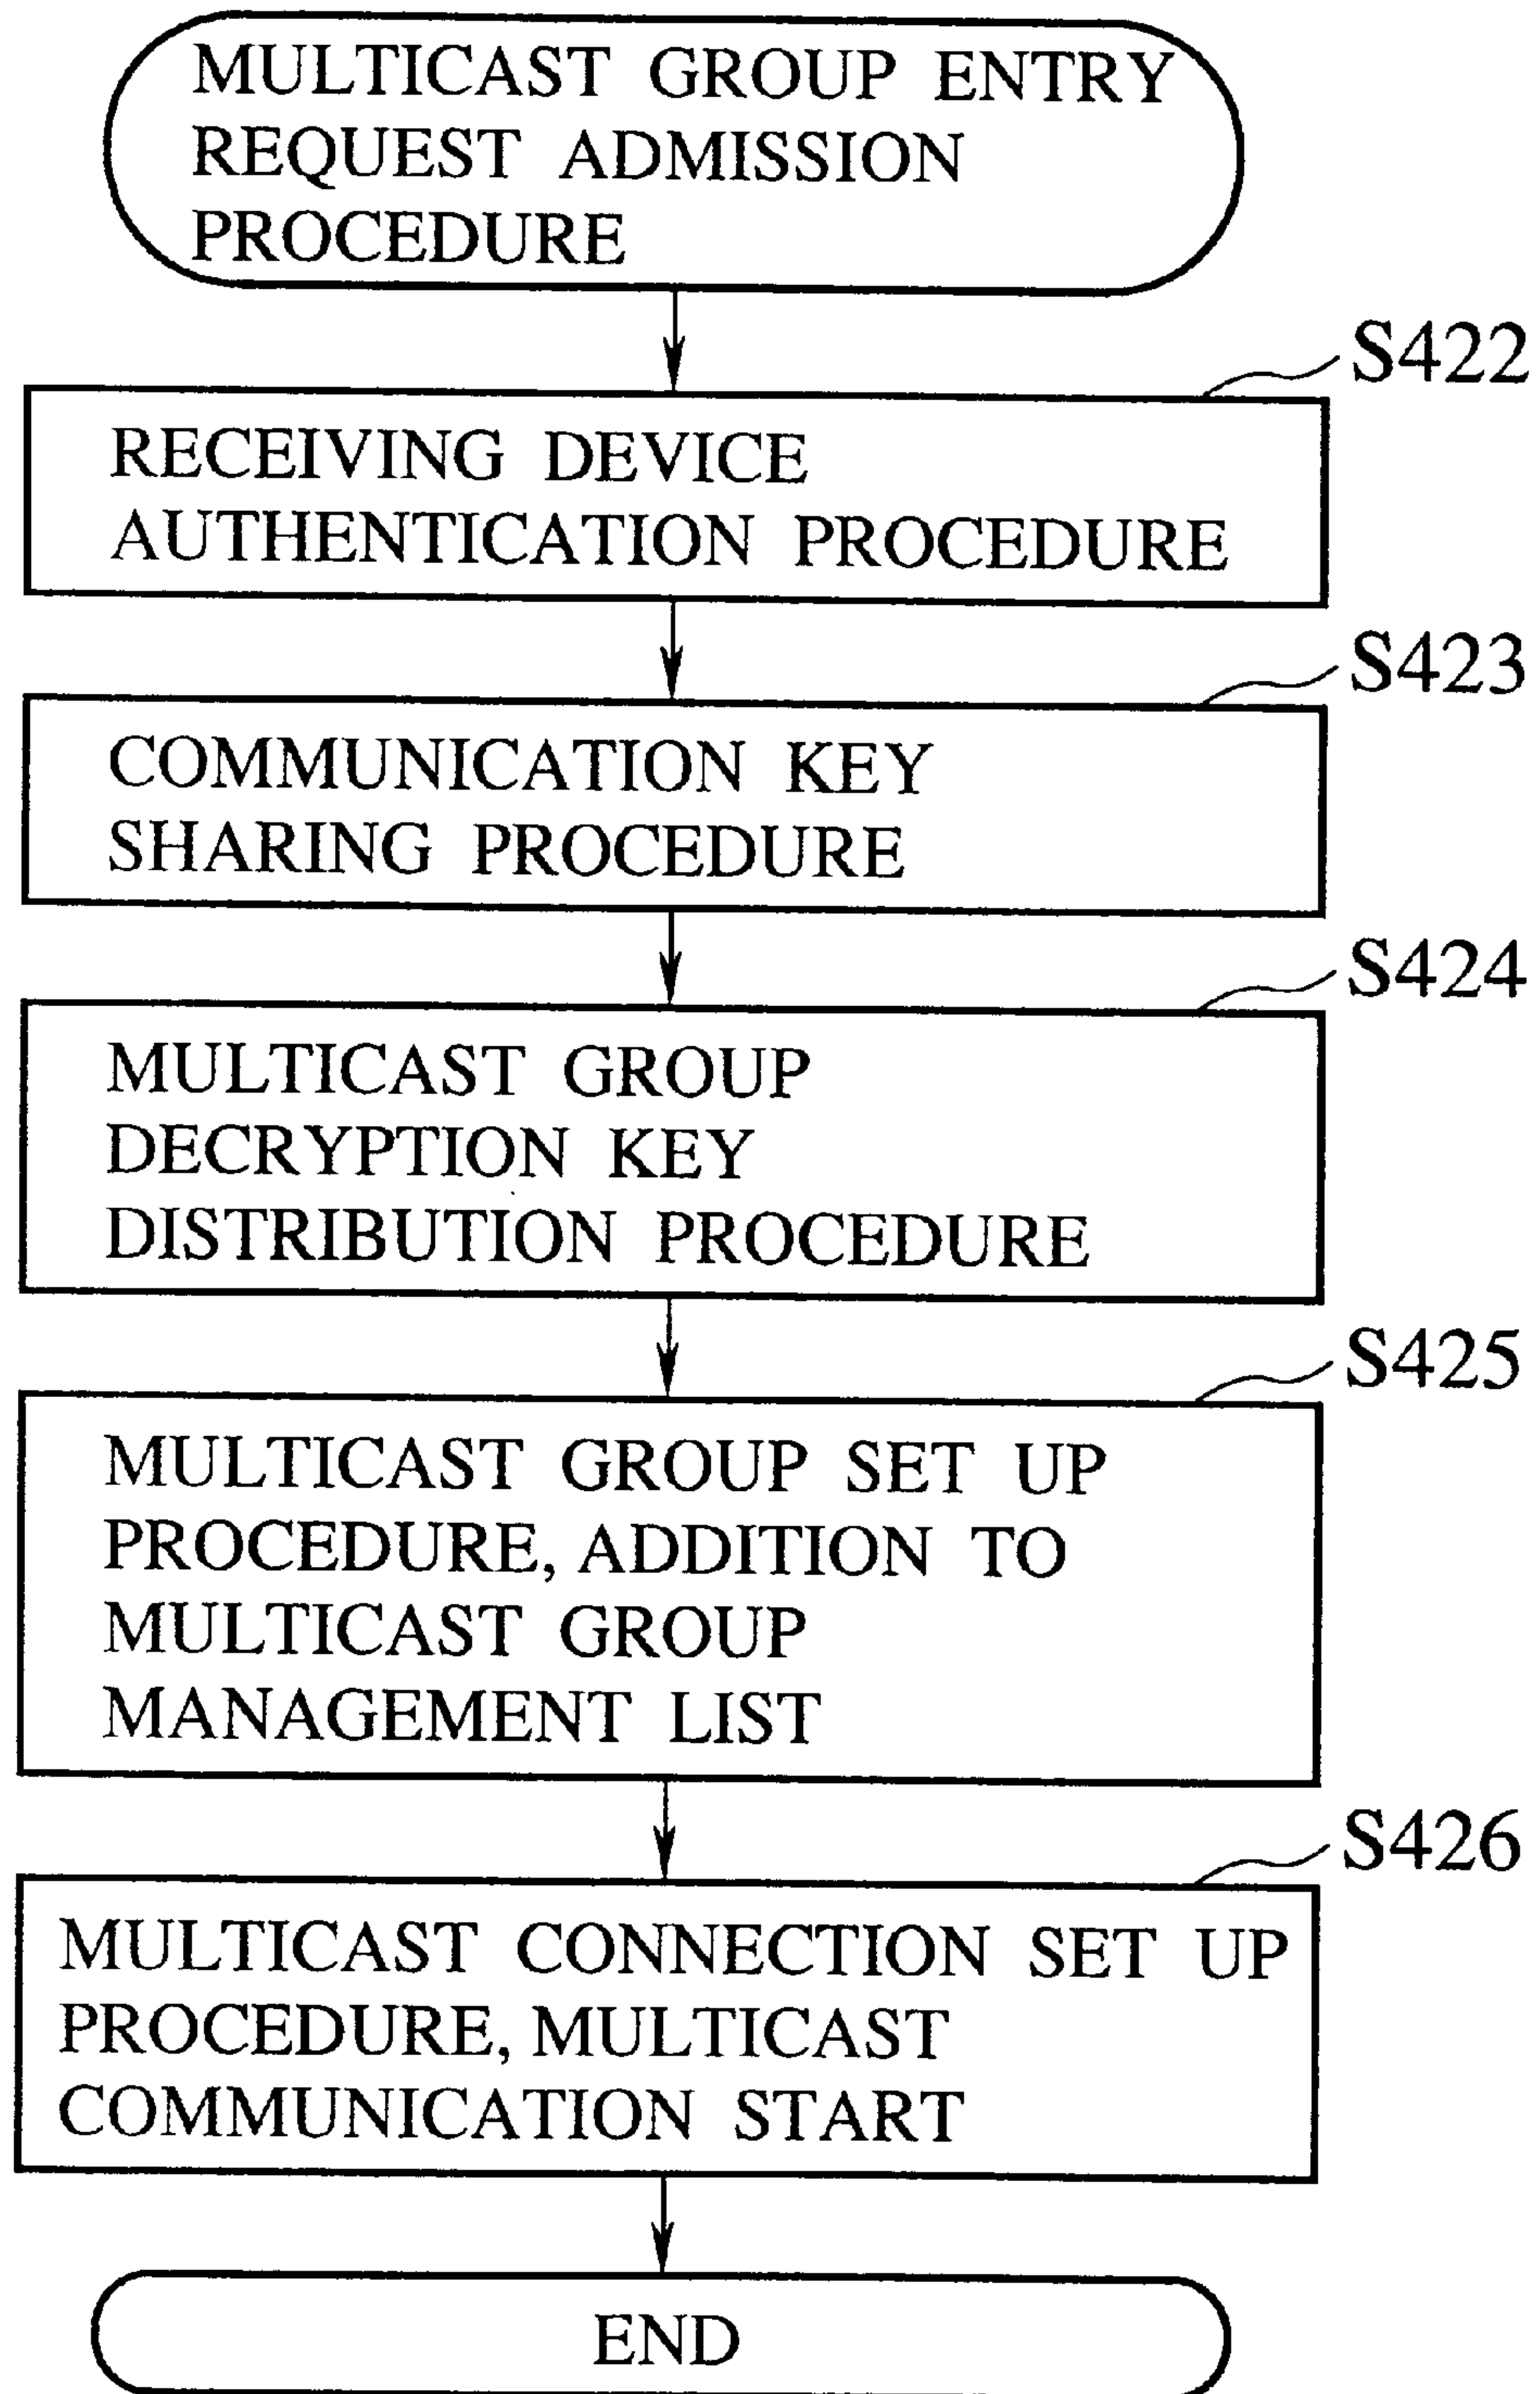 MULTICAST GROUP ENTRY
REQUEST ADMISSION
PROCEDURE
S422
RECEIVING DEVICE
AUTHENTICATION PROCEDURE
S423
COMMUNICATION KEY
SHARING PROCEDURE
S424
MULTICAST GROUP
DECRYPTION KEY
DISTRIBUTION PROCEDURE
S425
MULTICAST GROUP SET UP
PROCEDURE, ADDITION TO
MULTICAST GROUP
MANAGEMENT LIST
S426
MULTICAST CONNECTION SET UP
PROCEDURE, MULTICAST
COMMUNICATION START
END